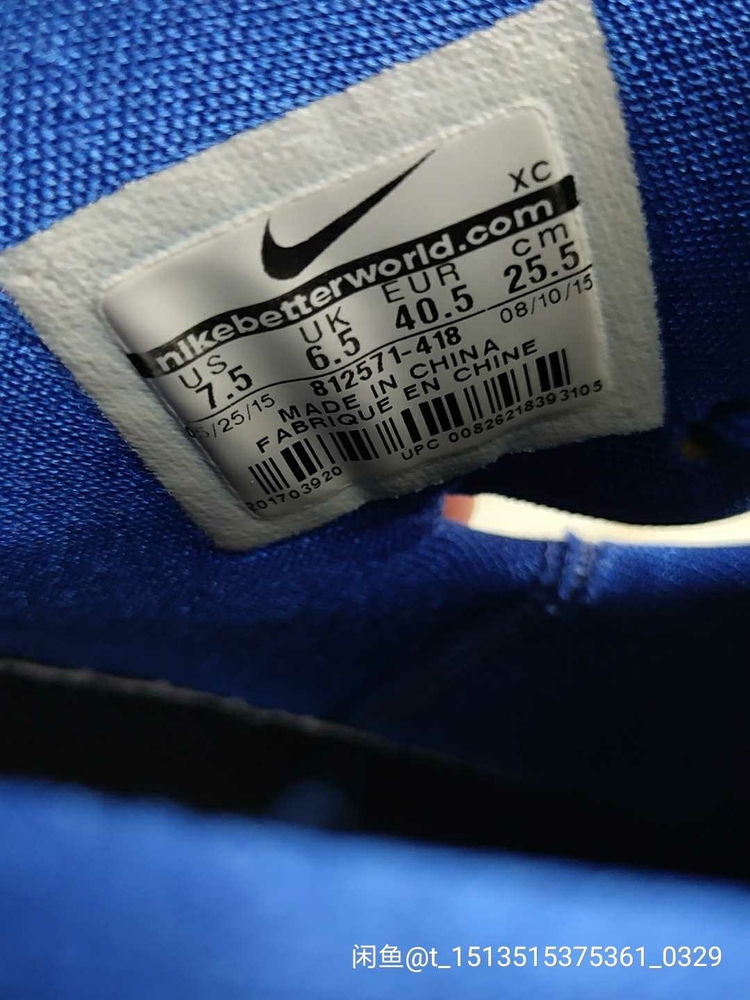 XC
nikebetterworld.com
US UK EUR cm
7.5 6.5 40.5 25.5
05/25/15 812571-418 08/10/15
MADE IN CHINA
FABRIQUE EN CHINE
201703920 UPC 00826218393105
闲鱼@t_1513515375361_0329